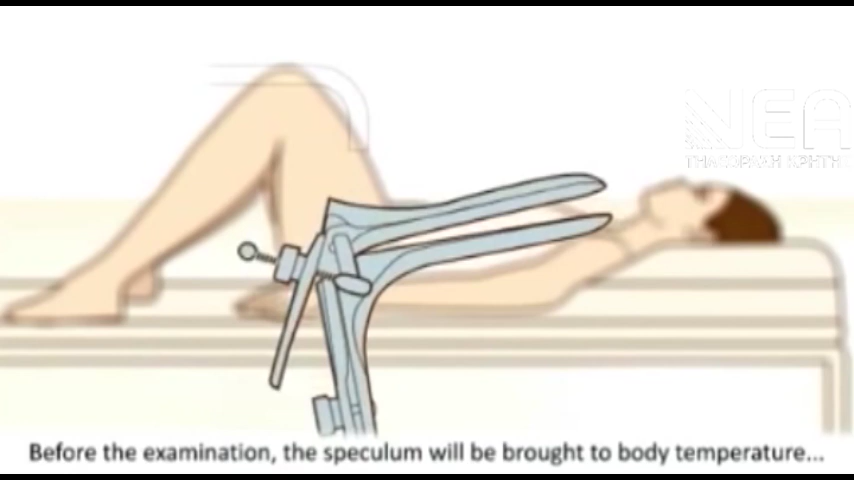 NEA
Before the examination, the speculum will be brought to body temperature...